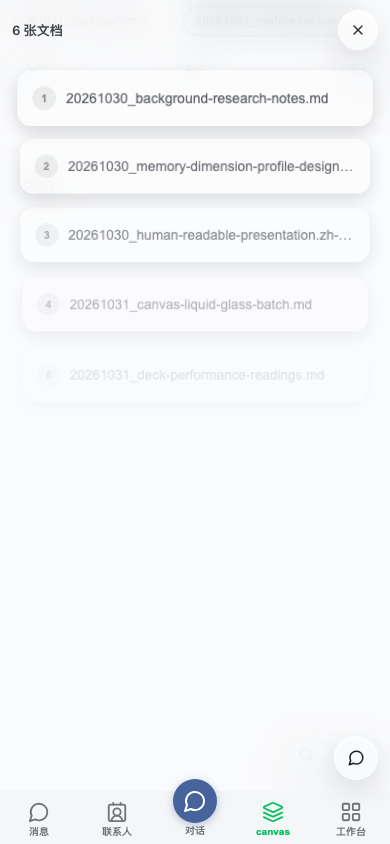 6 张文档
1 20261030_background-research-notes.md
2 20261030_memory-dimension-profile-design...
3 20261030_human-readable-presentation.zh-...
4 20261031_canvas-liquid-glass-batch.md
5 20261031_deck-performance-readings.md
消息 联系人 对话 canvas 工作台